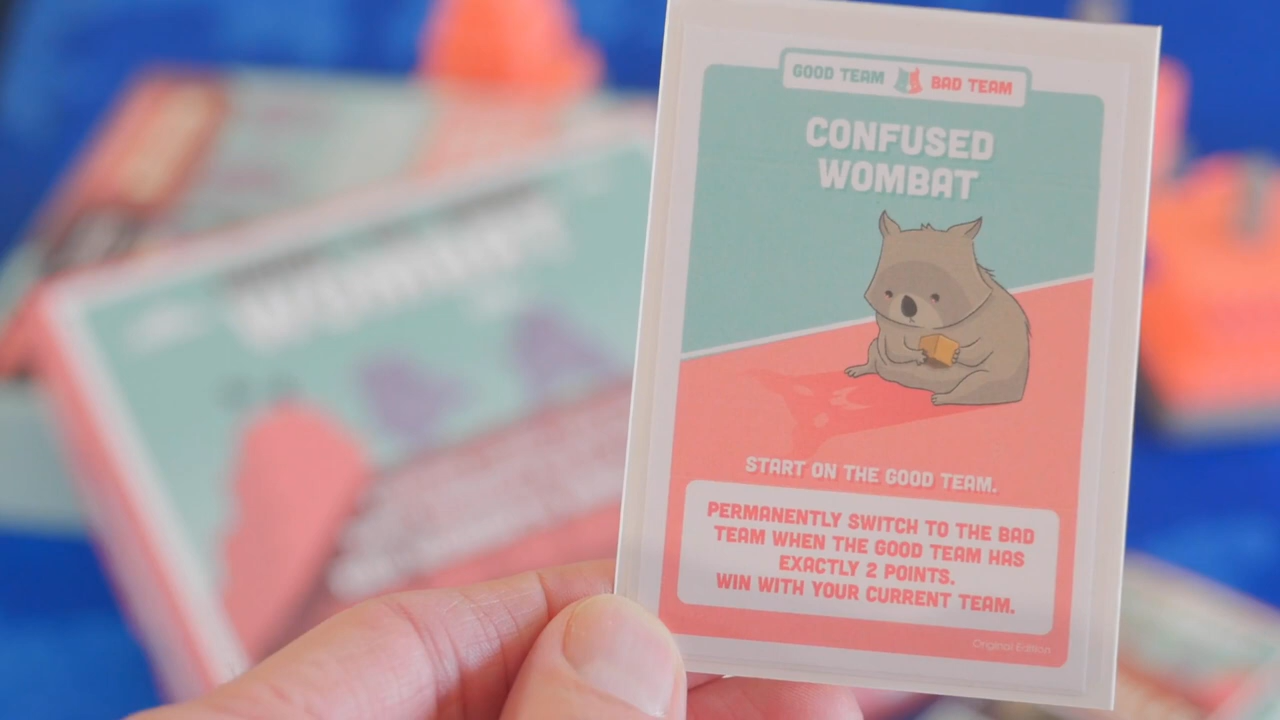 GOOD TEAM BAD TEAM
CONFUSED
WOMBAT
START ON THE GOOD TEAM.
PERMANENTLY SWITCH TO THE BAD
TEAM WHEN THE GOOD TEAM HAS
EXACTLY 2 POINTS.
WIN WITH YOUR CURRENT TEAM.
Original Edition